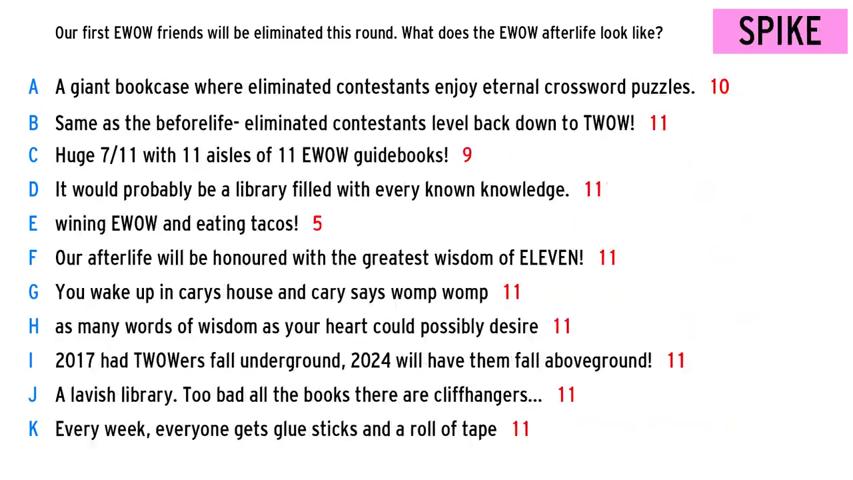 Our first EWOW friends will be eliminated this round. What does the EWOW afterlife look like?
SPIKE
A A giant bookcase where eliminated contestants enjoy eternal crossword puzzles. 10
B Same as the beforelife- eliminated contestants level back down to TWOW! 11
C Huge 7/11 with 11 aisles of 11 EWOW guidebooks! 9
D It would probably be a library filled with every known knowledge. 11
E wining EWOW and eating tacos! 5
F Our afterlife will be honoured with the greatest wisdom of ELEVEN! 11
G You wake up in carys house and cary says womp womp 11
H as many words of wisdom as your heart could possibly desire 11
I 2017 had TWOWers fall underground, 2024 will have them fall aboveground! 11
J A lavish library. Too bad all the books there are cliffhangers... 11
K Every week, everyone gets glue sticks and a roll of tape 11